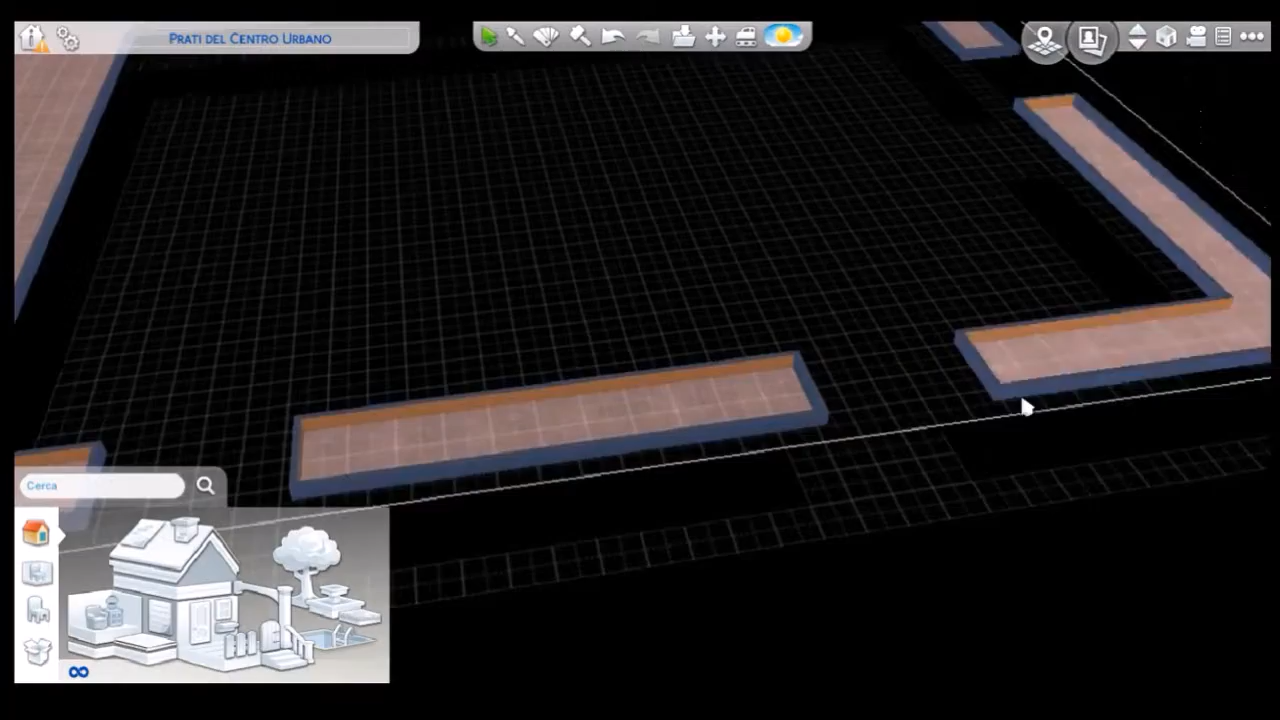 PRATI DEL CENTRO URBANO
Cerca
∞